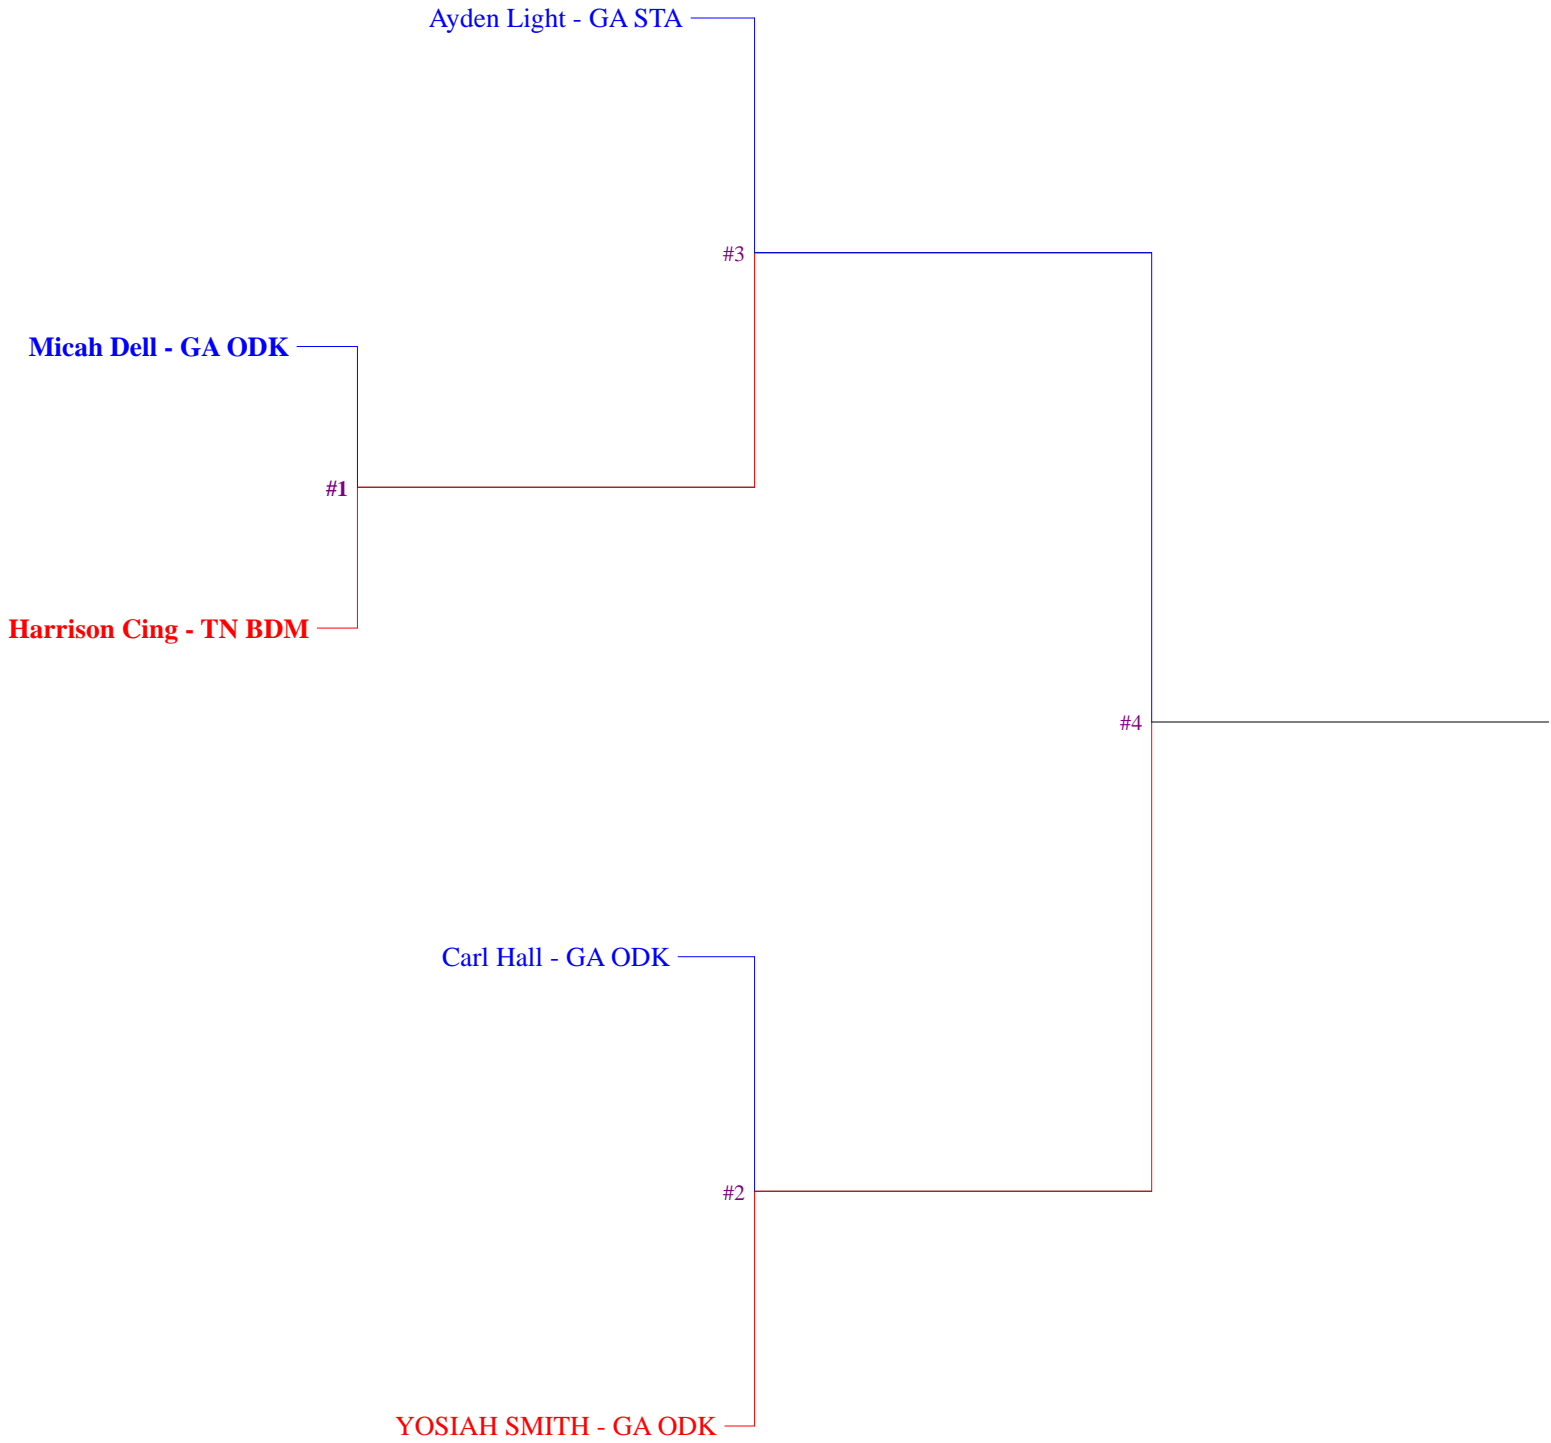 Ayden Light - GA STA
#3
Micah Dell - GA ODK
#1
Harrison Cing - TN BDM
#4
Carl Hall - GA ODK
#2
YOSIAH SMITH - GA ODK